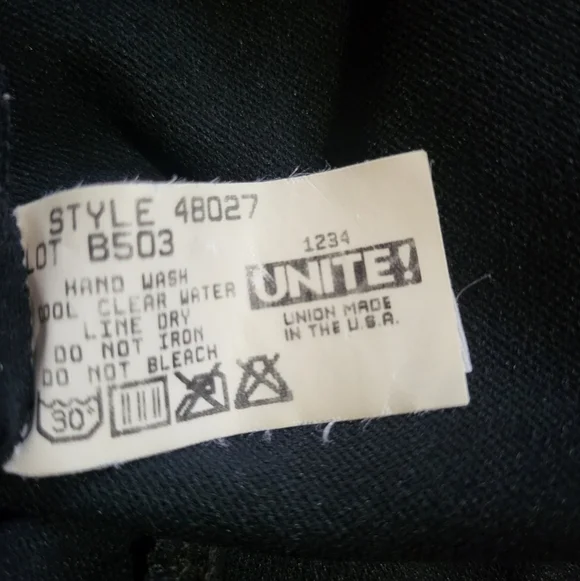 STYLE 48027
LOT B503
HAND WASH
OOL CLEAR WATER
LINE DRY
DO NOT IRON
DO NOT BLEACH
30°
1234
UNITE!
UNION MADE
IN THE U.S.A.